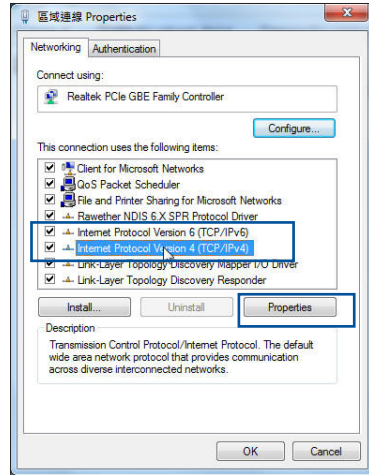 區域連線 Properties
Networking
Authentication
Connect using:
Realtek PCIe GBE Family Controller
Configure...
This connection uses the following items:
Client for Microsoft Networks
QoS Packet Scheduler
File and Printer Sharing for Microsoft Networks
Rawether NDIS 6.X SPR Protocol Driver
Internet Protocol Version 6 (TCP/IPv6)
Internet Protocol Version 4 (TCP/IPv4)
Link-Layer Topology Discovery Mapper I/O Driver
Link-Layer Topology Discovery Responder
Install...
Uninstall
Properties
Description
Transmission Control Protocol/Internet Protocol. The default
wide area network protocol that provides communication
across diverse interconnected networks.
OK
Cancel